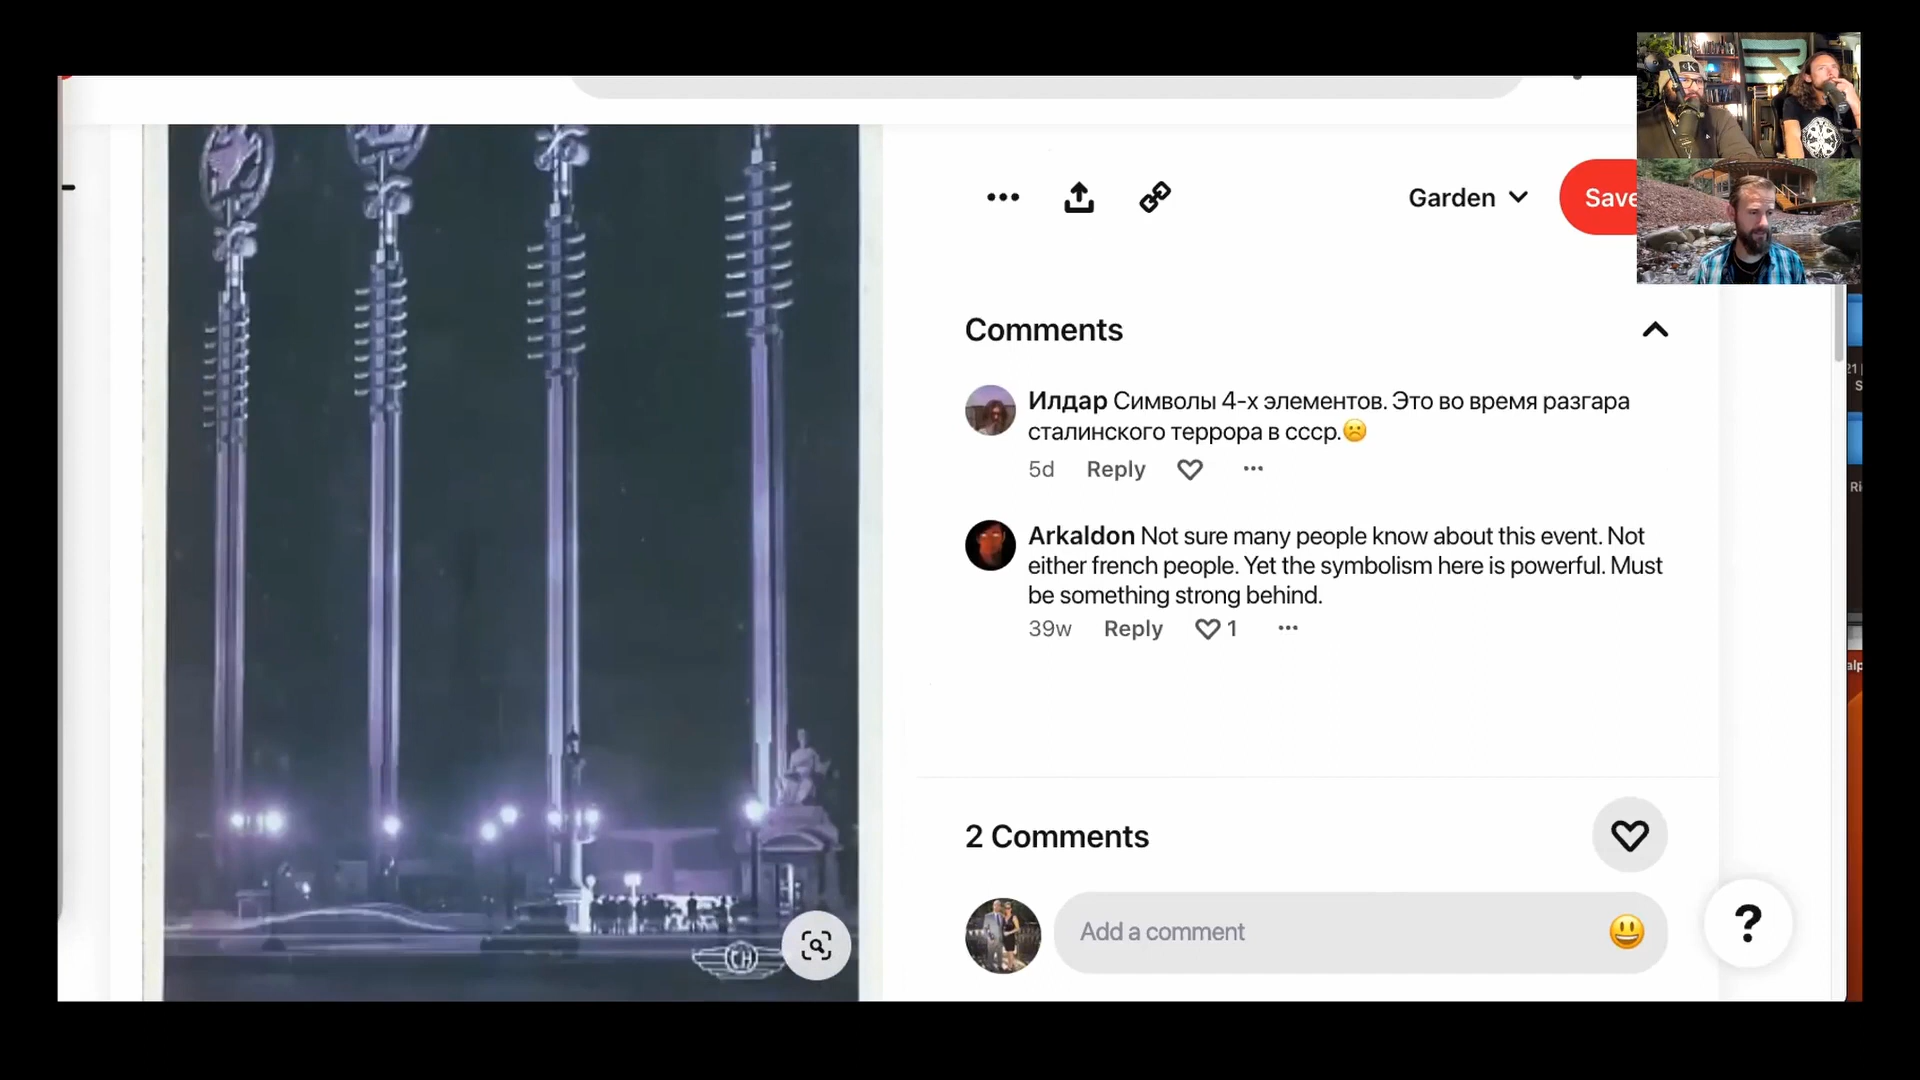 Garden
Save
Comments
Илдар Символы 4-х элементов. Это во время разгара
сталинского террора в ссср.☹️
5d Reply
Arkaldon Not sure many people know about this event. Not
either french people. Yet the symbolism here is powerful. Must
be something strong behind.
39w Reply 1
2 Comments
Add a comment
?
CH